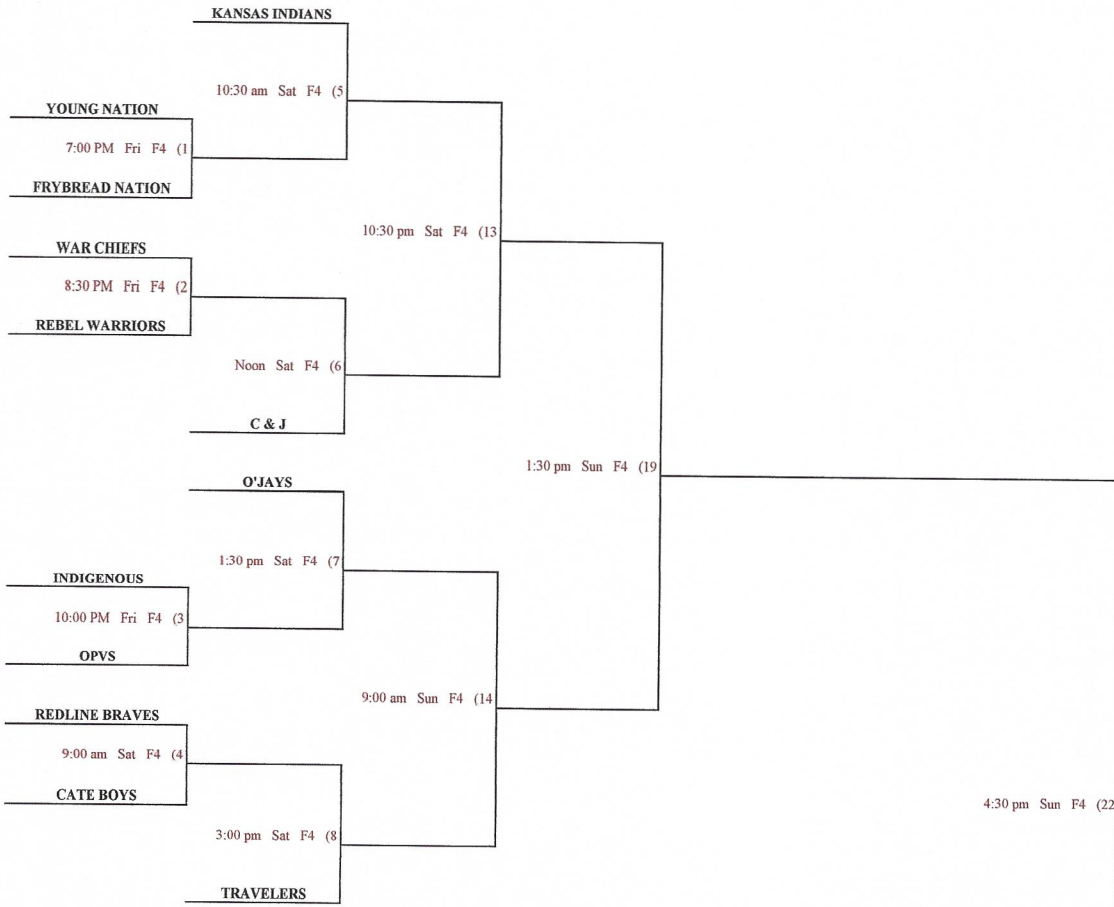 KANSAS INDIANS
10:30 am Sat F4 (5
YOUNG NATION
7:00 PM Fri F4 (1
FRYBREAD NATION
10:30 pm Sat F4 (13
WAR CHIEFS
8:30 PM Fri F4 (2
REBEL WARRIORS
Noon Sat F4 (6
C & J
1:30 pm Sun F4 (19
O'JAYS
1:30 pm Sat F4 (7
INDIGENOUS
10:00 PM Fri F4 (3
OPVS
9:00 am Sun F4 (14
REDLINE BRAVES
9:00 am Sat F4 (4
CATE BOYS
4:30 pm Sun F4 (22
3:00 pm Sat F4 (8
TRAVELERS